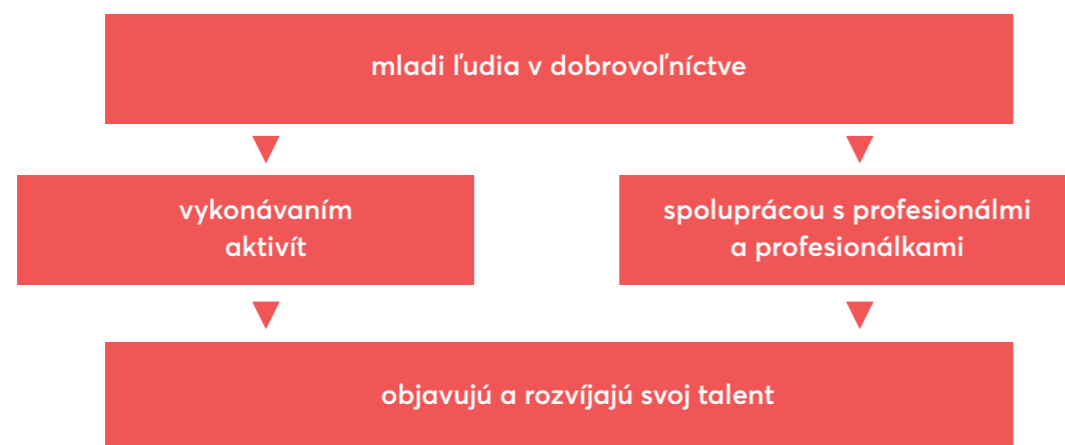 mladi ľudia v dobrovoľníctve
vykonávaním
aktivít
spoluprácou s profesionálmi
a profesionálkami
objavujú a rozvíjajú svoj talent